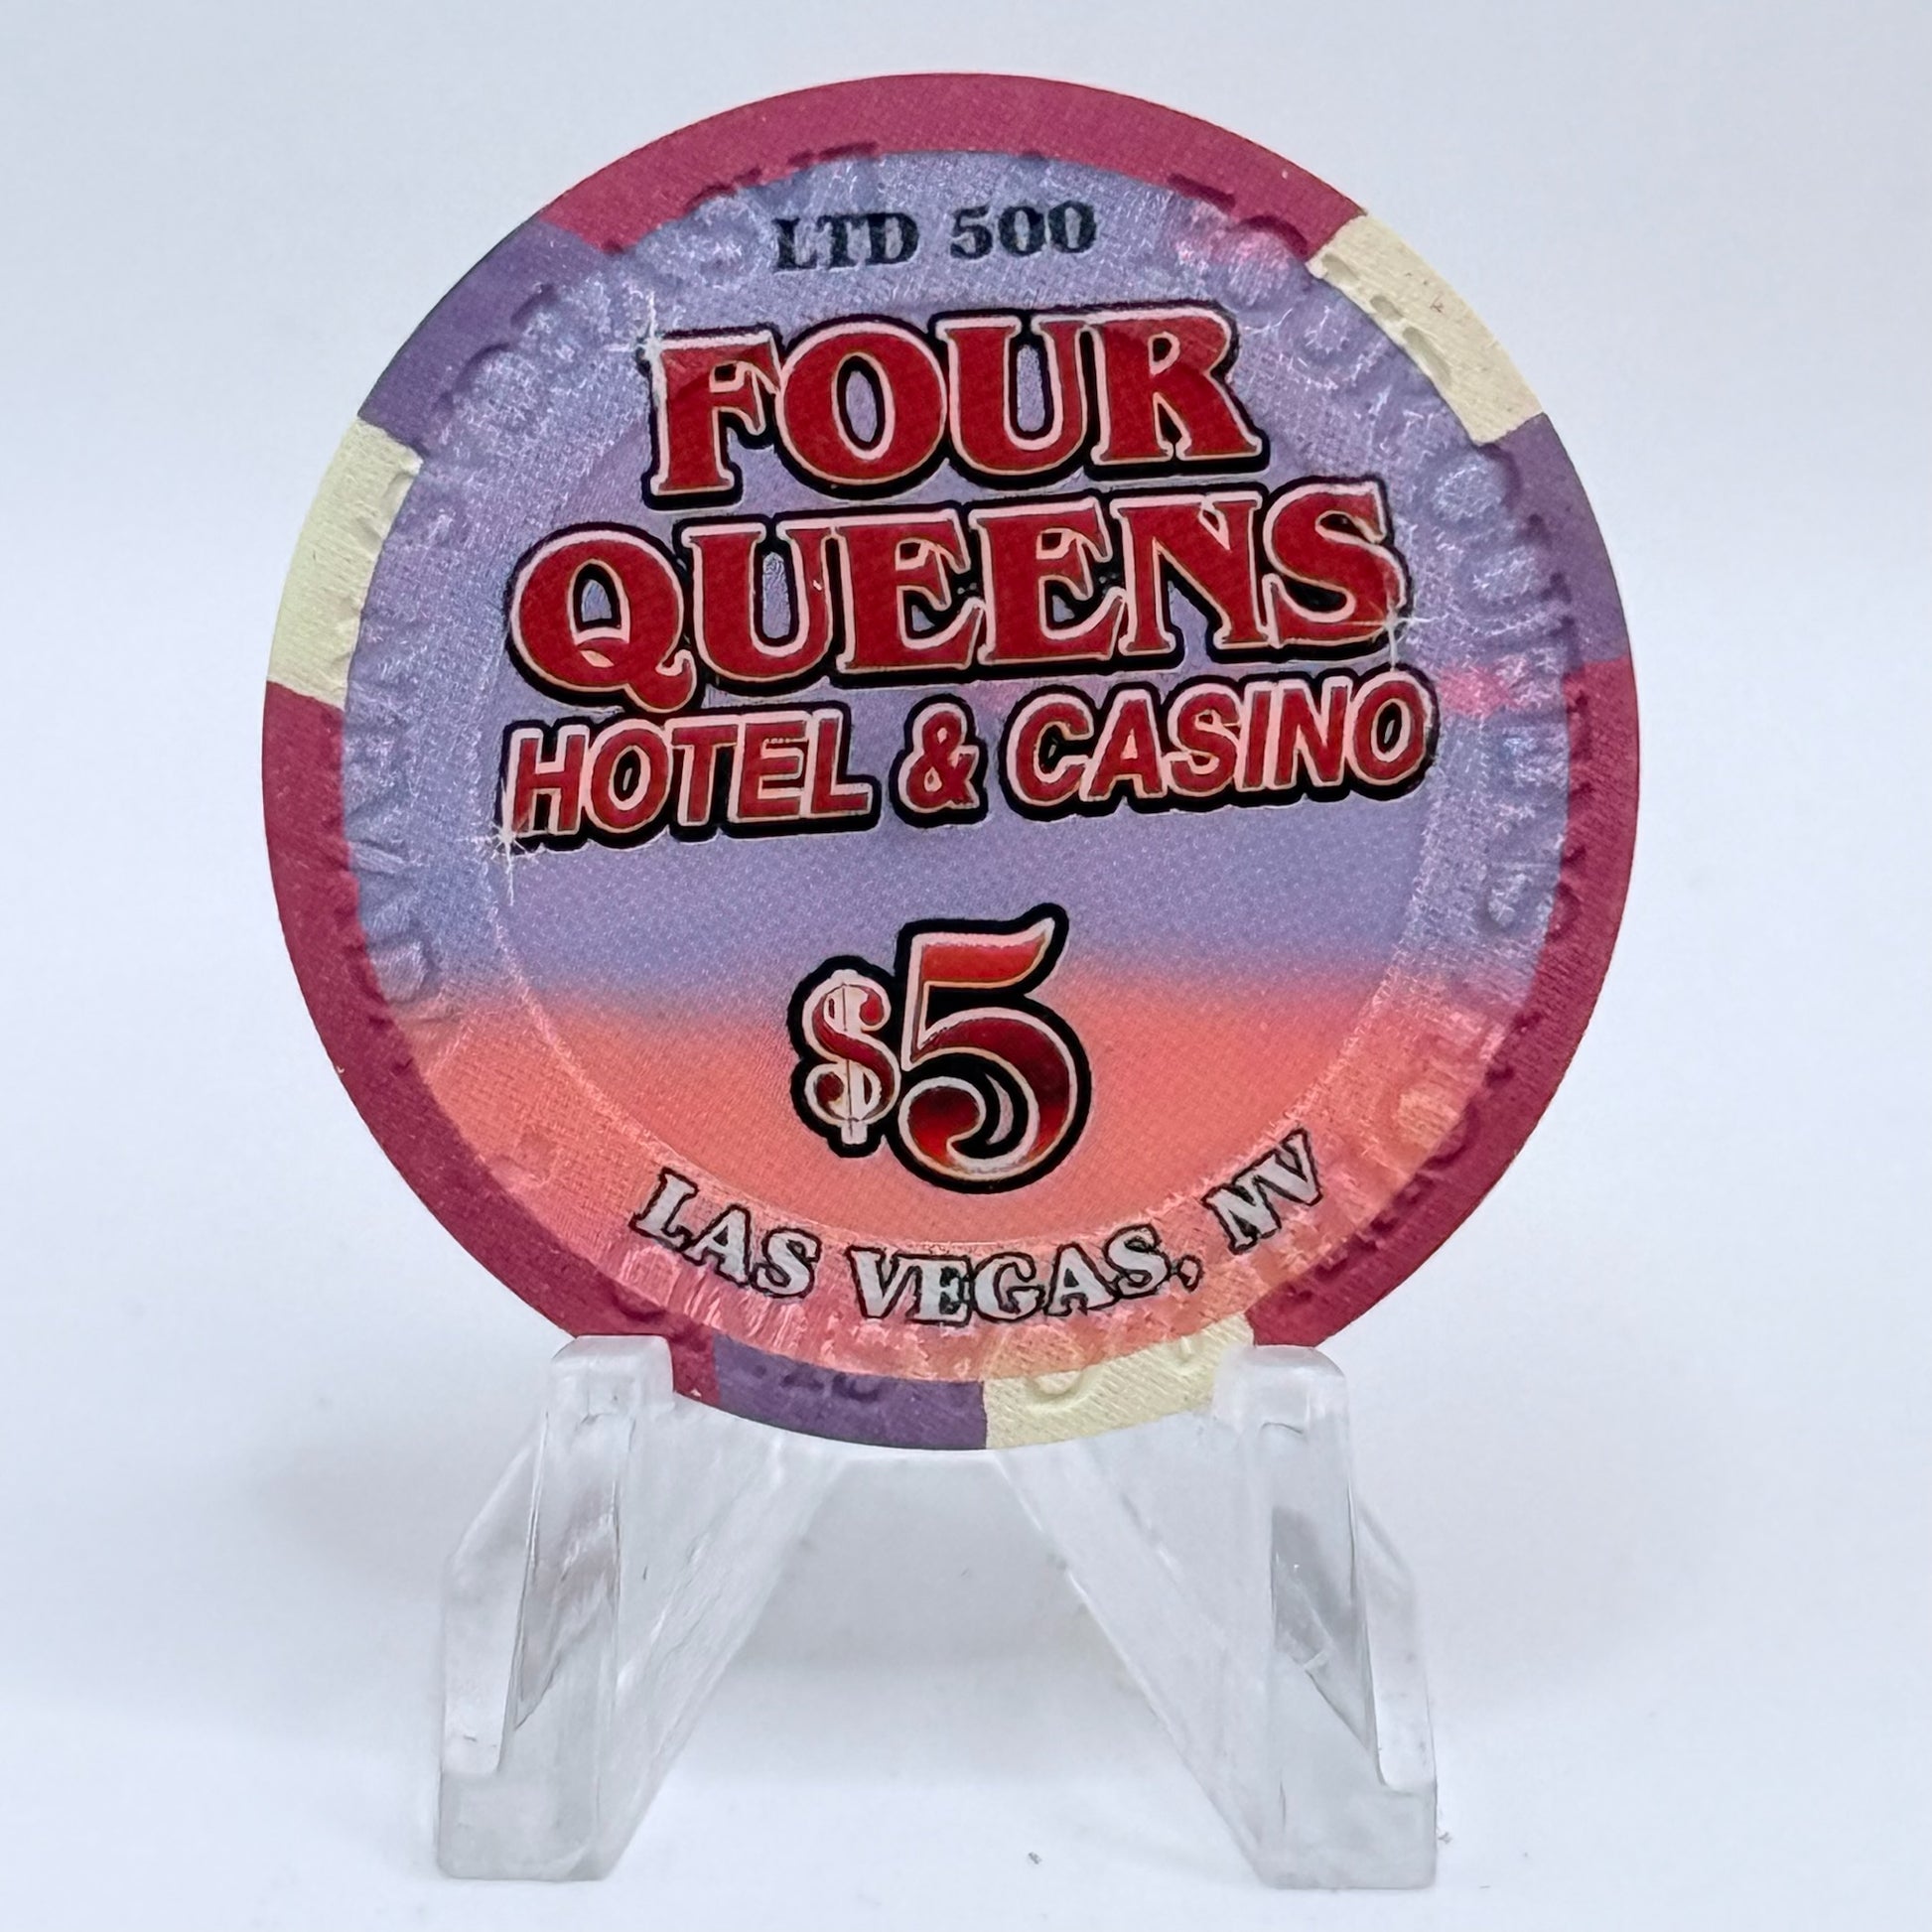 LTD 500
FOUR
QUEENS
HOTEL & CASINO
$5
LAS VEGAS, NV